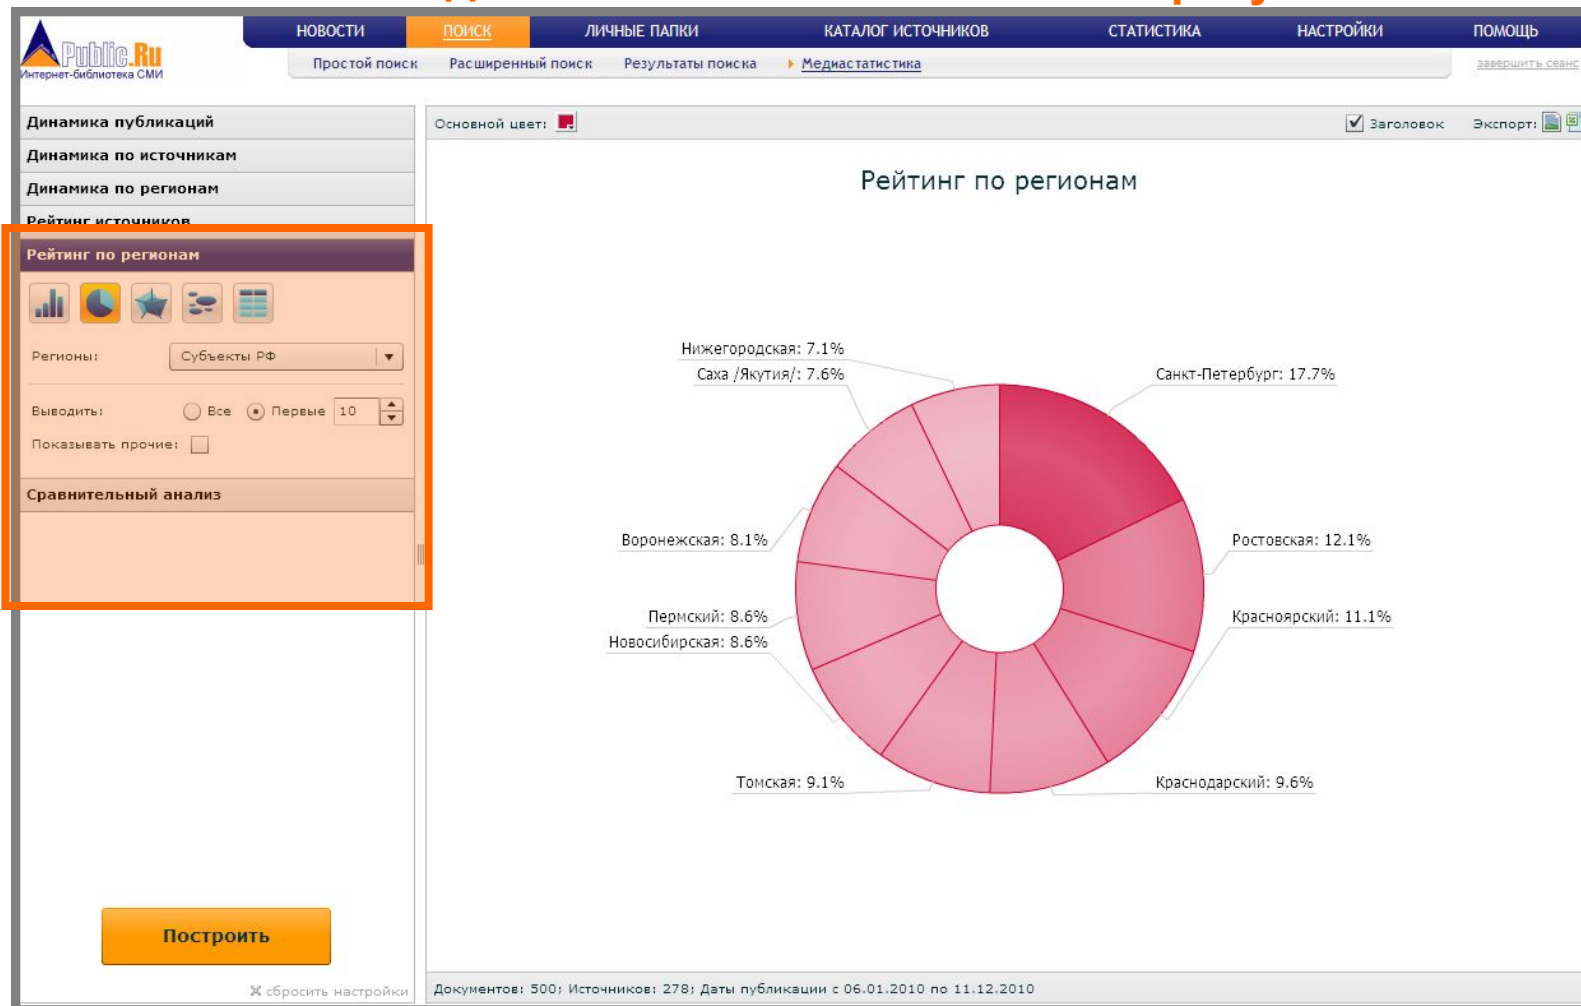 НОВОСТИ ПОИСК ЛИЧНЫЕ ПАПКИ КАТАЛОГ ИСТОЧНИКОВ СТАТИСТИКА НАСТРОЙКИ ПОМОЩЬ
Public.Ru
Интернет-библиотека СМИ
Простой поиск Расширенный поиск Результаты поиска Медиастатистика завершить сеанс
Динамика публикаций
Динамика по источникам
Динамика по регионам
Рейтинг источников
Рейтинг по регионам
Регионы: Субъекты РФ
Выводить: Все Первые 10
Показывать прочие:
Сравнительный анализ
Построить
сбросить настройки
Основной цвет: Заголовок Экспорт:
Рейтинг по регионам
Нижегородская: 7.1%
Саха /Якутия/: 7.6%
Санкт-Петербург: 17.7%
Воронежская: 8.1%
Ростовская: 12.1%
Пермский: 8.6%
Красноярский: 11.1%
Новосибирская: 8.6%
Томская: 9.1%
Краснодарский: 9.6%
Документов: 500; Источников: 278; Даты публикации с 06.01.2010 по 11.12.2010